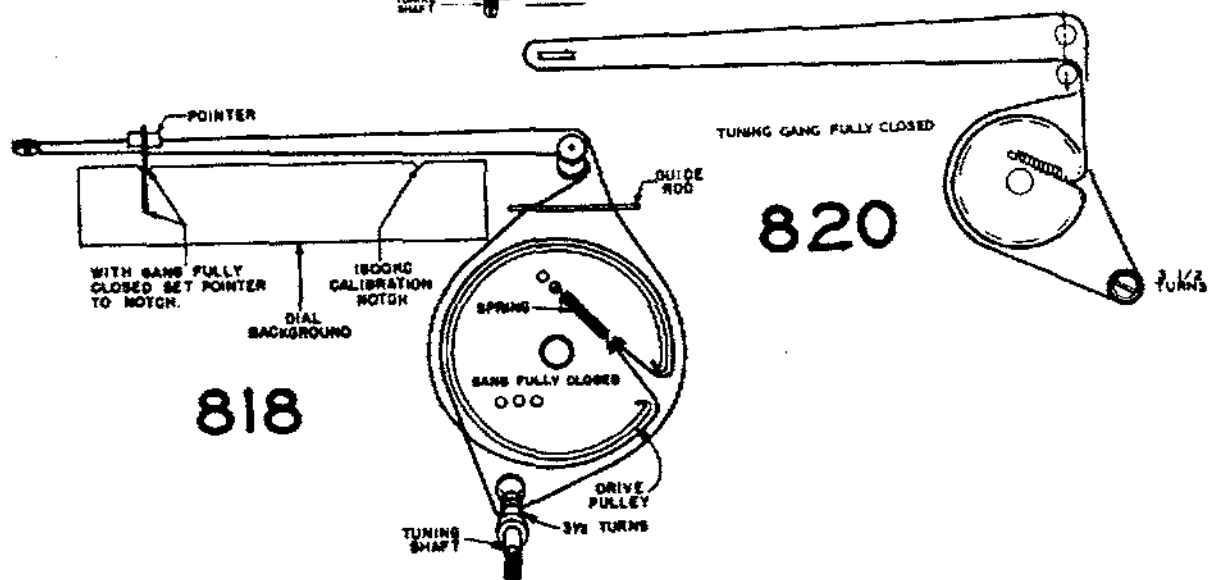 SHAFT
POINTER
TUNING GANG FULLY CLOSED
GUIDE
ROD
820
WITH GANG FULLY
CLOSED SET POINTER
TO NOTCH.
1500KC
CALIBRATION
NOTCH
DIAL
BACKGROUND
3 1/2
TURNS
SPRING
GANG FULLY CLOSED
818
DRIVE
PULLEY
3½ TURNS
TUNING
SHAFT